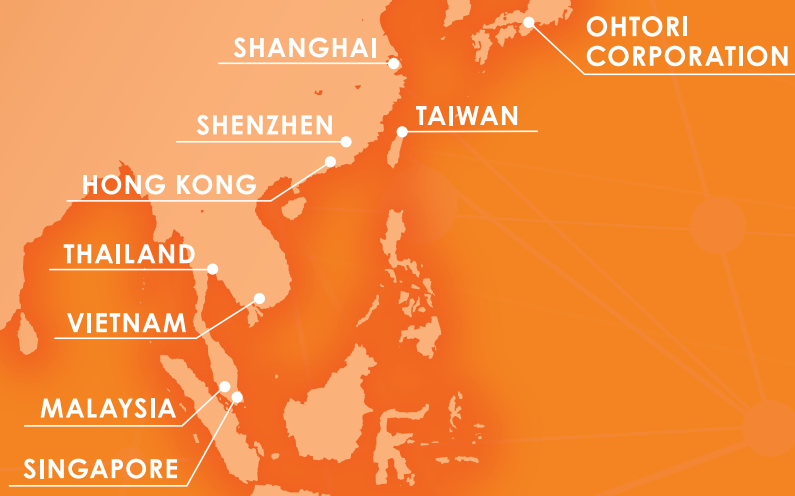 OHTORI
CORPORATION
SHANGHAI
TAIWAN
SHENZHEN
HONG KONG
THAILAND
VIETNAM
MALAYSIA
SINGAPORE